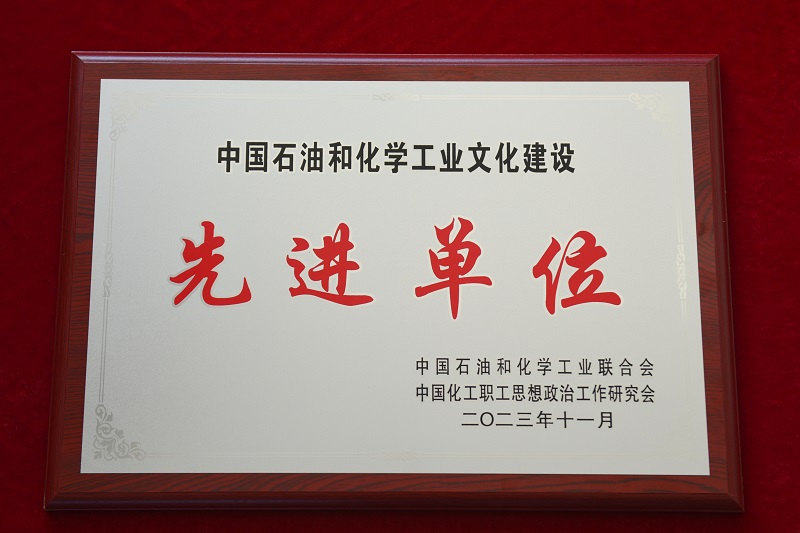 中国石油和化学工业文化建设
先进单位
中国石油和化学工业联合会
中国化工职工思想政治工作研究会
二〇二三年十一月